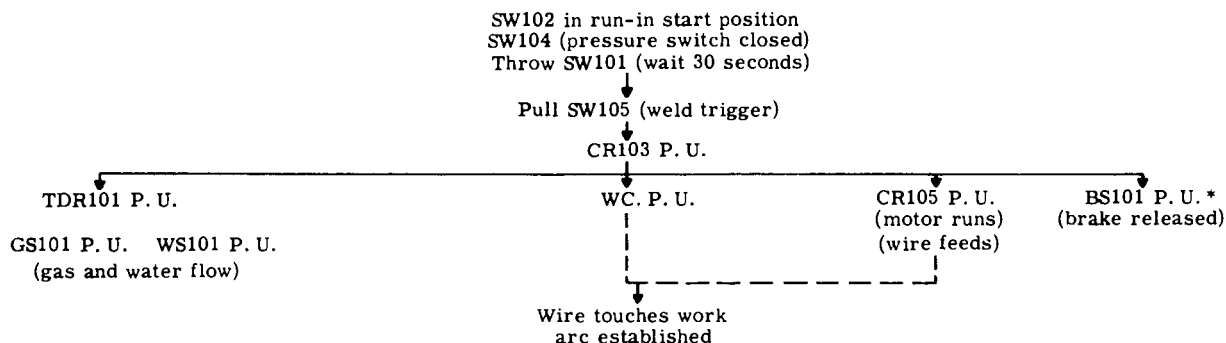 SW102 in run-in start position
SW104 (pressure switch closed)
Throw SW101 (wait 30 seconds)
Pull SW105 (weld trigger)
CR103 P. U.
TDR101 P. U.
GS101 P. U. WS101 P. U.
(gas and water flow)
WC. P. U.
CR105 P. U.
(motor runs)
(wire feeds)
BS101 P. U. *
(brake released)
Wire touches work
arc established